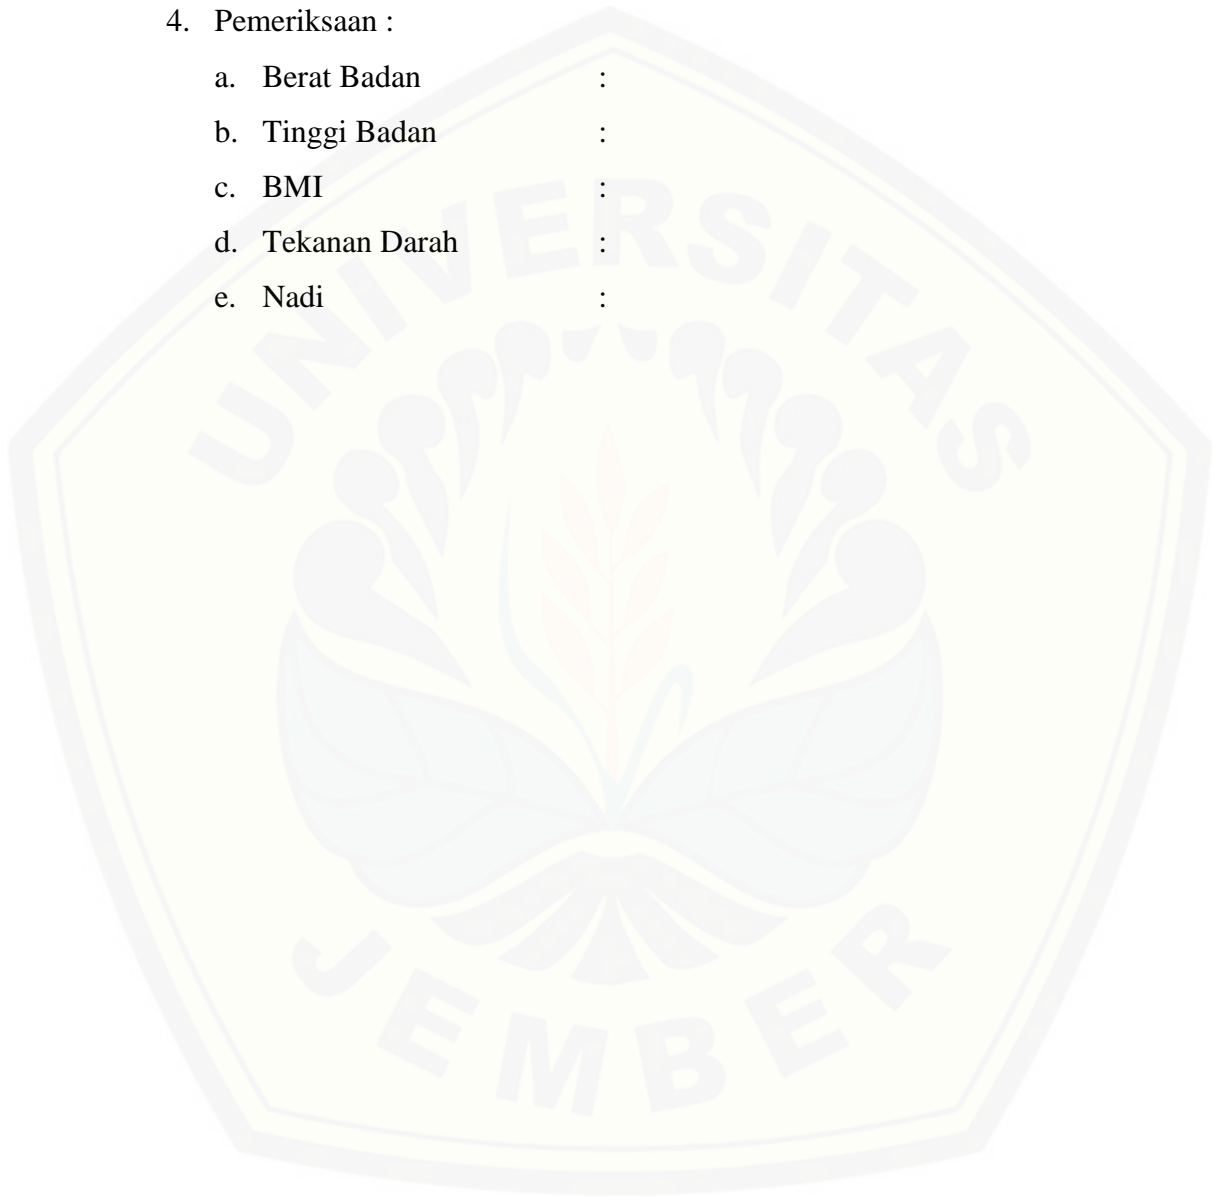 4. Pemeriksaan :
a. Berat Badan :
b. Tinggi Badan :
c. BMI :
d. Tekanan Darah :
e. Nadi :
UNIVERSITAS
JEMBER